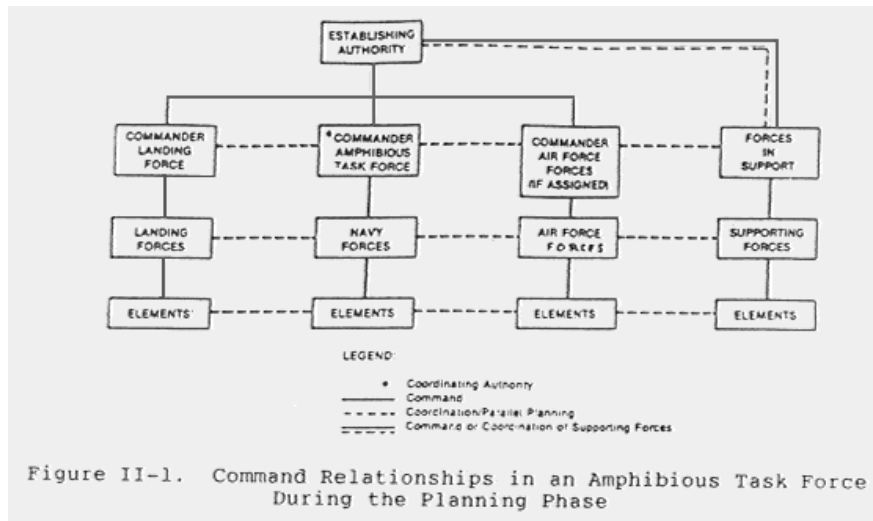 ESTABLISHING
AUTHORITY
COMMANDER
LANDING
FORCE
* COMMANDER
AMPHIBIOUS
TASK FORCE
COMMANDER
AIR FORCE
FORCES
(IF ASSIGNED)
FORCES
IN
SUPPORT
LANDING
FORCES
NAVY
FORCES
AIR FORCE
FORCES
SUPPORTING
FORCES
ELEMENTS
ELEMENTS
ELEMENTS
ELEMENTS
LEGEND:
* Coordinating Authority
Command
Coordination/Parallel Planning
Command or Coordination of Supporting Forces
Figure II-1. Command Relationships in an Amphibious Task Force
During the Planning Phase